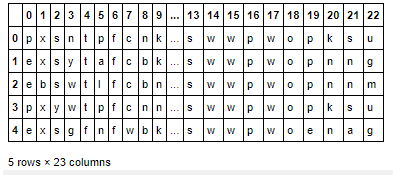 0 1 2 3 4 5 6 7 8 9 ... 13 14 15 16 17 18 19 20 21 22
0 p x s n t p f c n k ... s w w p w o p k s u
1 e x s y t a f c b k ... s w w p w o p n n g
2 e b s w t l f c b n ... s w w p w o p n n m
3 p x y w t p f c n n ... s w w p w o p k s u
4 e x s g f n f w b k ... s w w p w o e n a g
5 rows × 23 columns